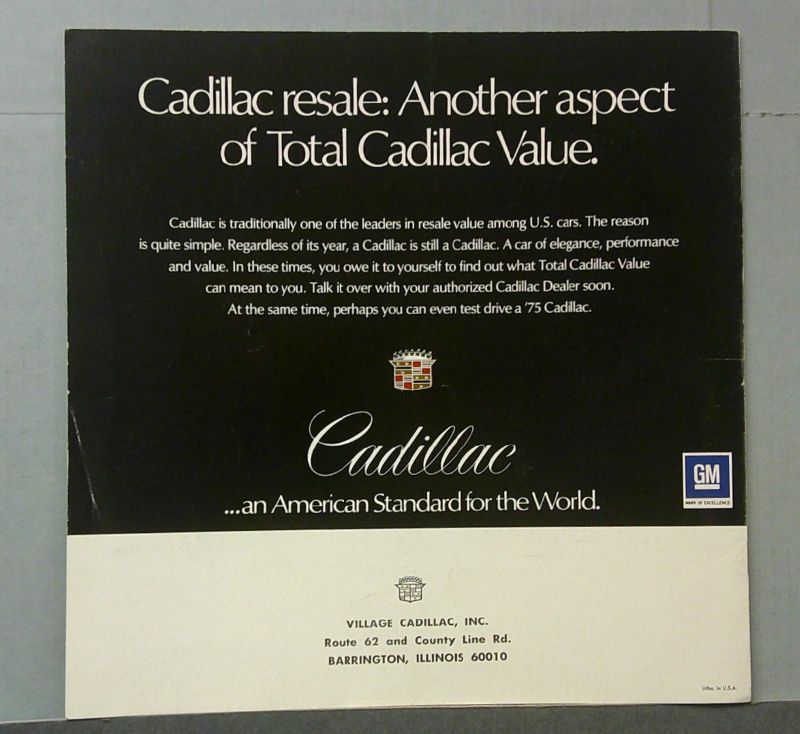 Cadillac resale: Another aspect
of Total Cadillac Value.
Cadillac is traditionally one of the leaders in resale value among U.S. cars. The reason
is quite simple. Regardless of its year, a Cadillac is still a Cadillac. A car of elegance, performance
and value. In these times, you owe it to yourself to find out what Total Cadillac Value
can mean to you. Talk it over with your authorized Cadillac Dealer soon.
At the same time, perhaps you can even test drive a '75 Cadillac.
Cadillac
...an American Standard for the World.
GM
MARK OF EXCELLENCE
VILLAGE CADILLAC, INC.
Route 62 and County Line Rd.
BARRINGTON, ILLINOIS 60010
Litho. in U.S.A.